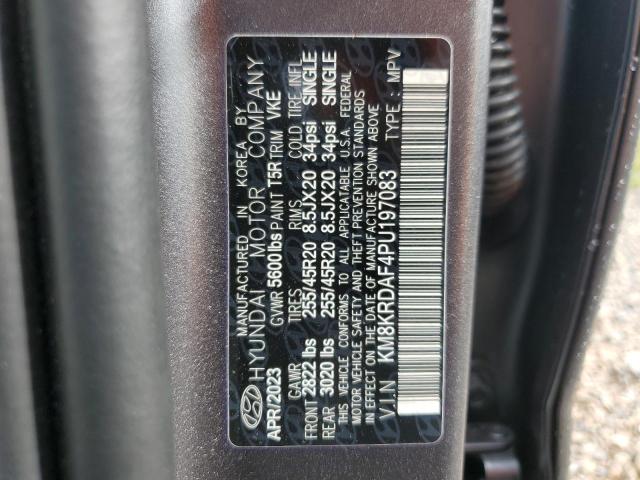 MANUFACTURED IN KOREA BY
HYUNDAI MOTOR COMPANY
APR/2023 GVWR 5600 lbs PAINT T5R TRIM VKE
GAWR TIRES RIMS COLD TIRE INFL
FRONT 2822 lbs 255/45R20 8.5JX20 34psi SINGLE
REAR 3020 lbs 255/45R20 8.5JX20 34psi SINGLE
THIS VEHICLE CONFORMS TO ALL APPLICABLE U.S.A. FEDERAL
MOTOR VEHICLE SAFETY AND THEFT PREVENTION STANDARDS
IN EFFECT ON THE DATE OF MANUFACTURE SHOWN ABOVE
V.I.N KM8KRDAF4PU197083 TYPE : MPV